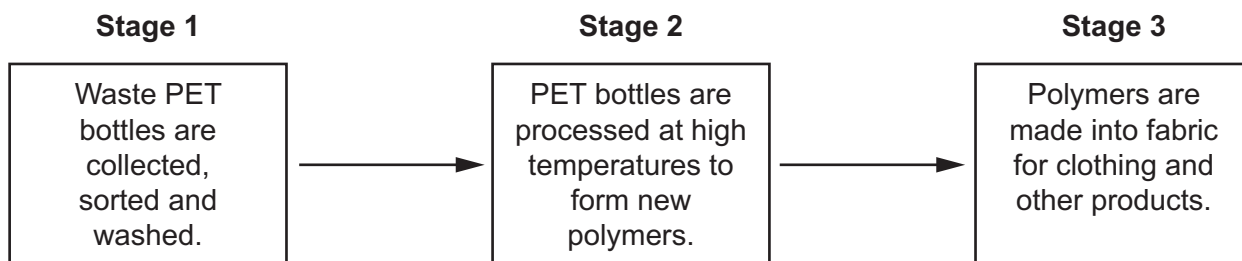 Stage 1
Waste PET
bottles are
collected,
sorted and
washed.
Stage 2
PET bottles are
processed at high
temperatures to
form new
polymers.
Stage 3
Polymers are
made into fabric
for clothing and
other products.